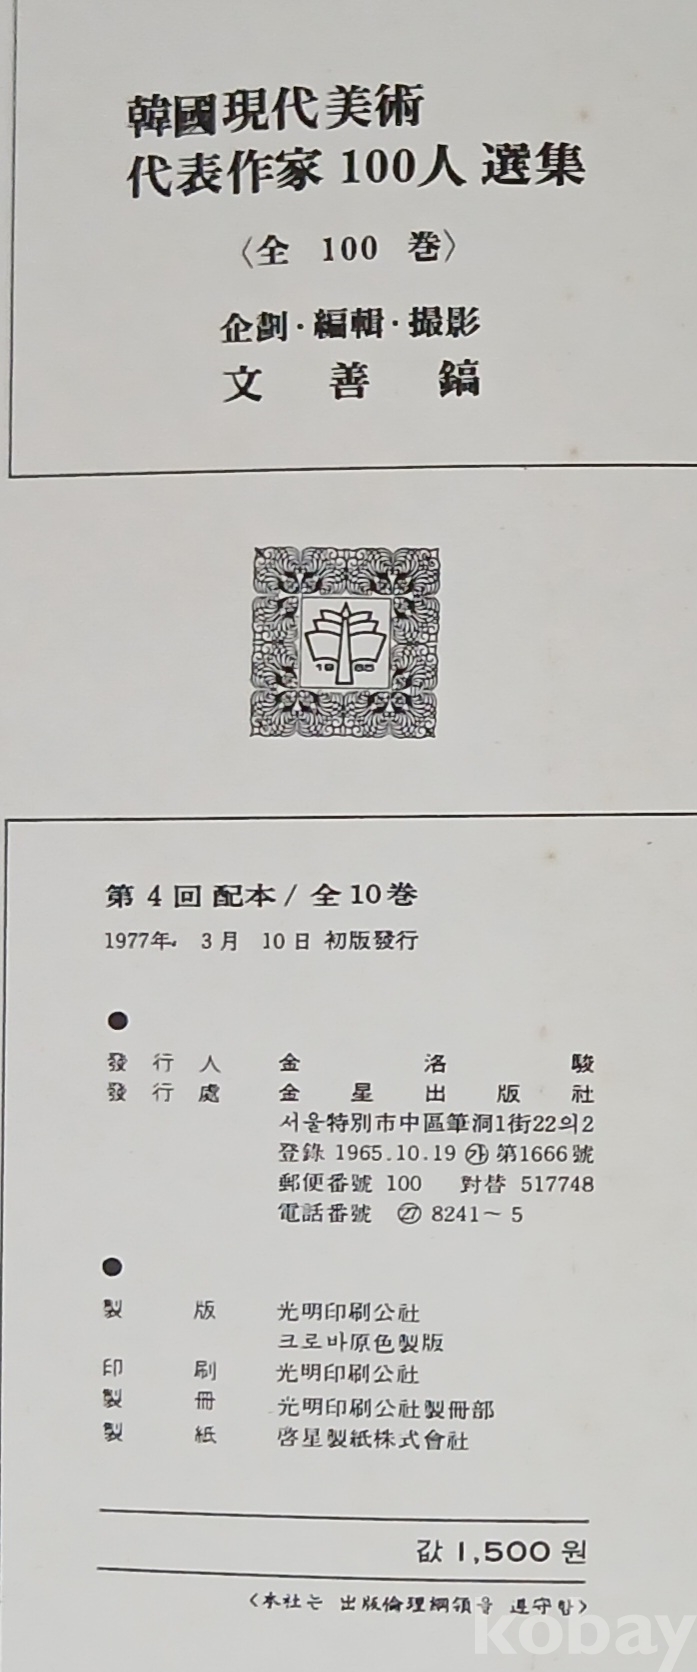 韓國現代美術
代表作家 100人 選集
〈全 100 巻〉
企劃·編輯·撮影
文 善 鎬
1965
第 4 回 配本 / 全 10 巻
1977年 3月 10日 初版發行
●
發 行 人 金 洛 駿
發 行 處 金 星 出 版 社
서울特別市中區筆洞1街22의2
登錄 1965.10.19 ㉮ 第1666號
郵便番號 100 對替 517748
電話番號 ㉗ 8241~5
●
製 版 光明印刷公社
크로바原色製版
印 刷 光明印刷公社
製 冊 光明印刷公社製冊部
製 紙 啓星製紙株式會社
값 1,500 원
<本社는 出版倫理綱領을 遵守함>
kobay